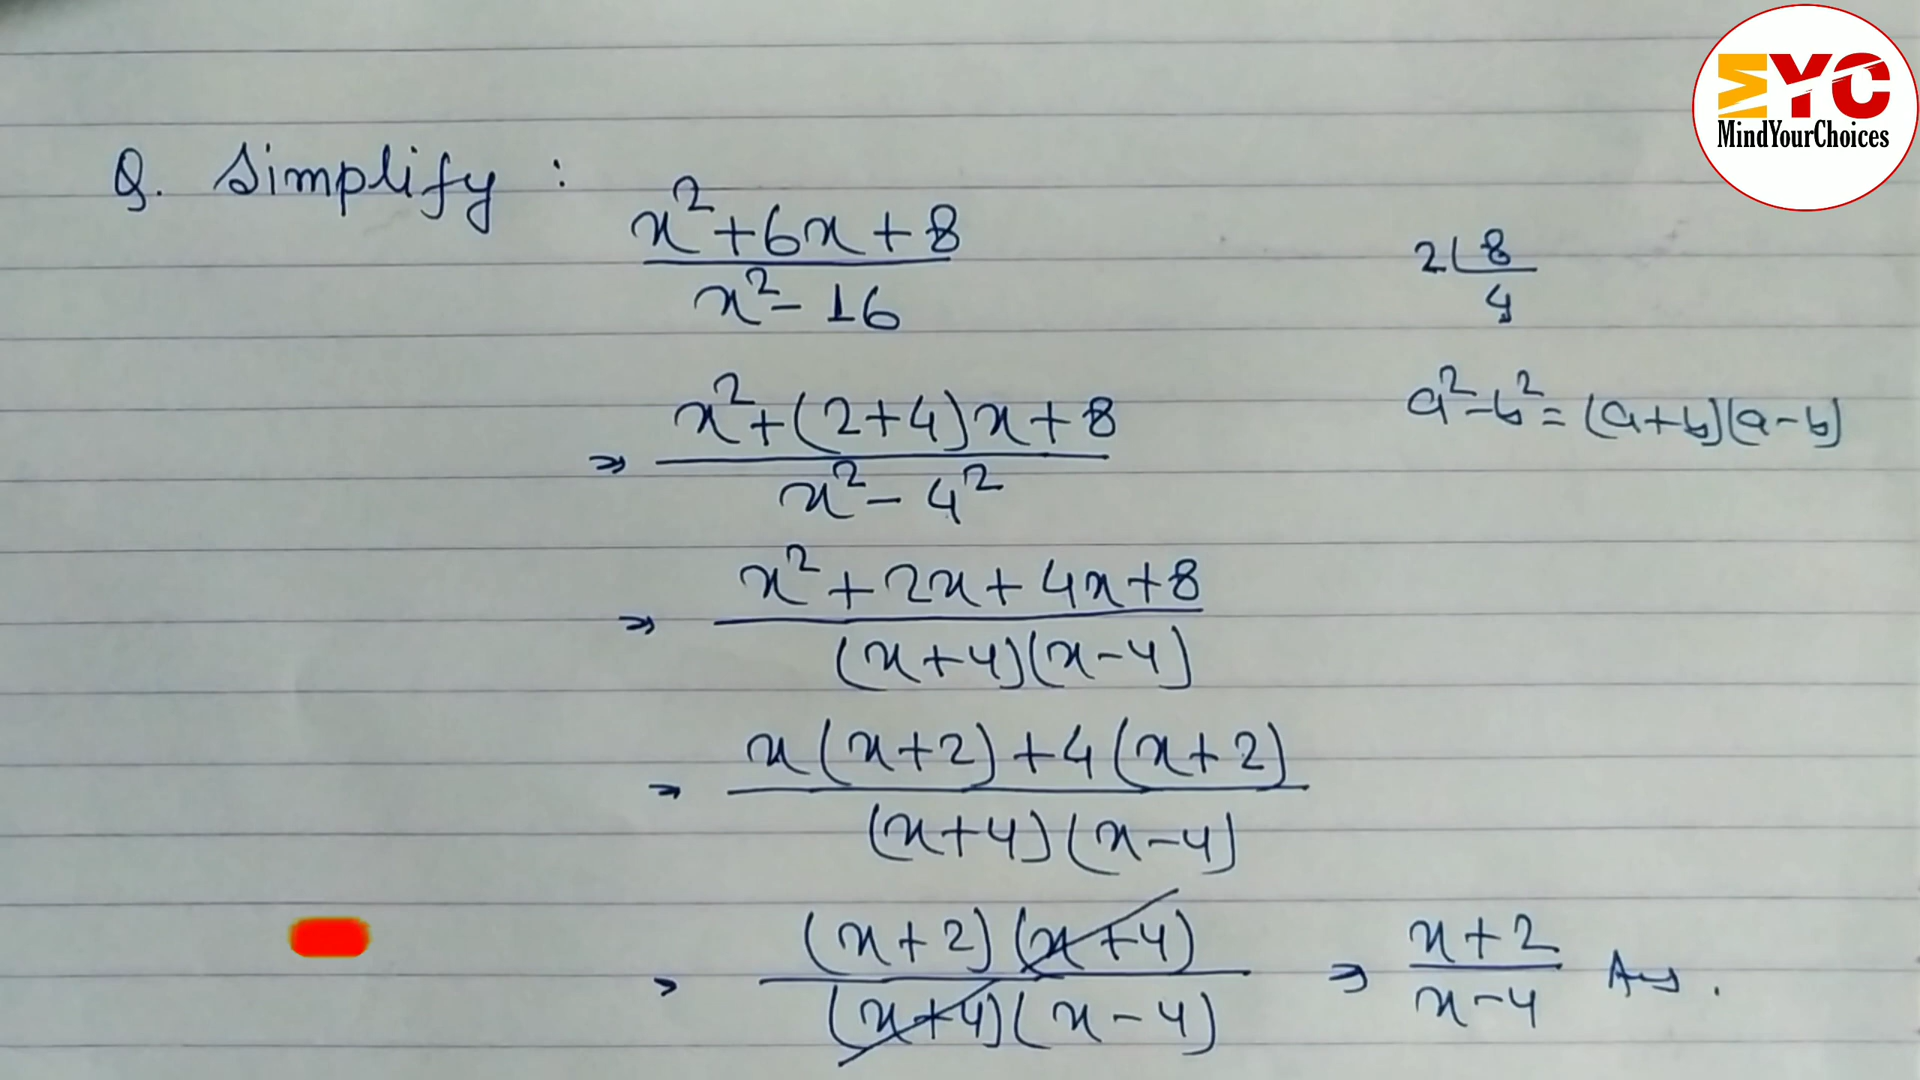 MYC
MindYourChoices
Q. Simplify :
x²+6x+8
x²-16
2 8
4
a²-b²=(a+b)(a-b)
⇒ x²+(2+4)x+8
x²-4²
⇒ x²+2x+4x+8
(x+4)(x-4)
⇒ x(x+2)+4(x+2)
(x+4)(x-4)
⇒ (x+2)(x+4)
(x+4)(x-4)
⇒ x+2
x-4
Ans.